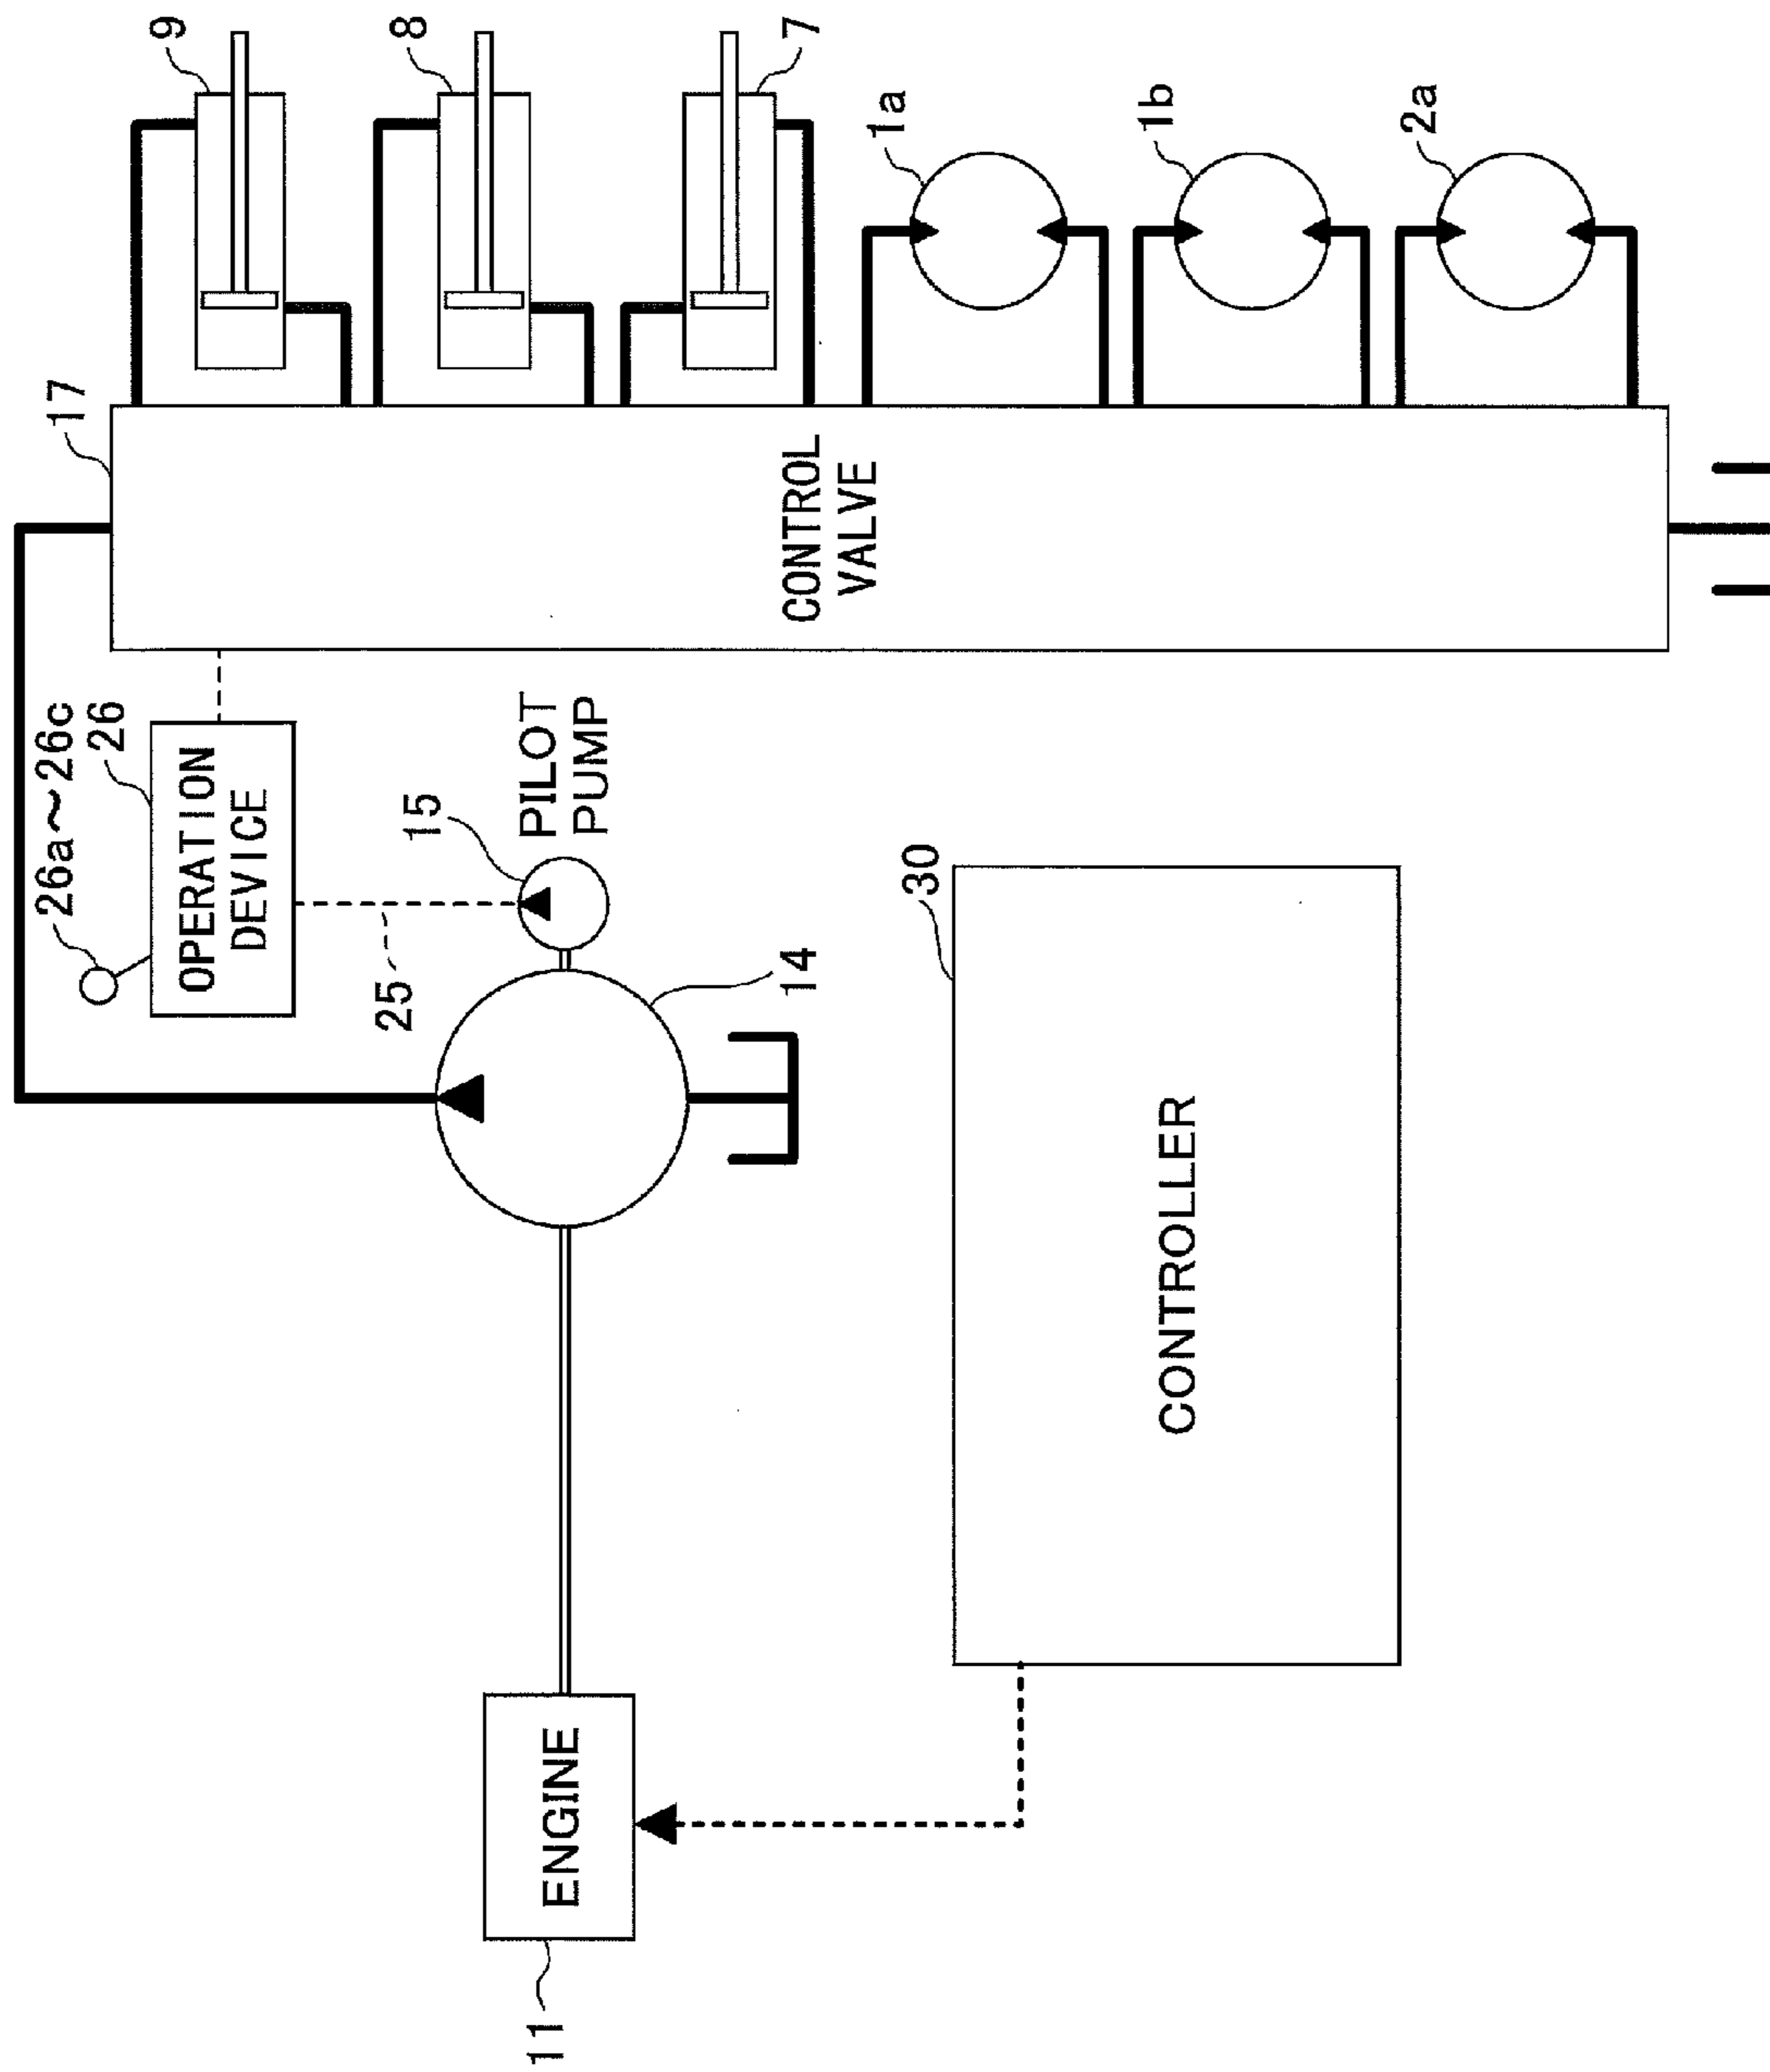 9
8
7
1a
1b
2a
17
CONTROL
VALVE
26a～26c
26
OPERATION
DEVICE
15
PILOT
PUMP
25
14
30
CONTROLLER
ENGINE
11